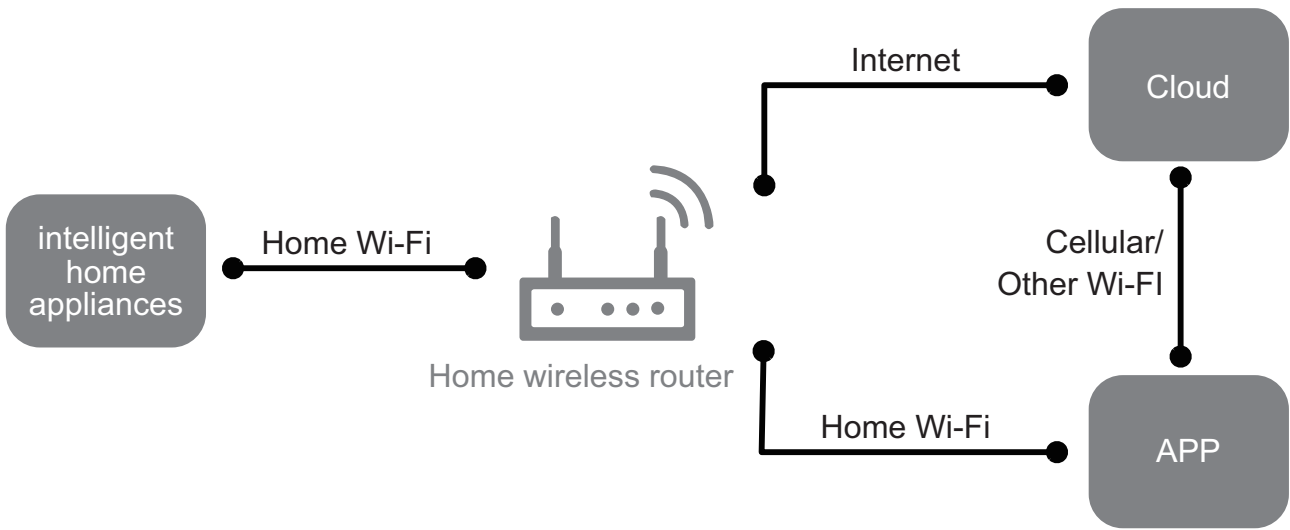 Internet
Cloud
intelligent
home
appliances
Home Wi-Fi
Cellular/
Other Wi-FI
Home wireless router
Home Wi-Fi
APP